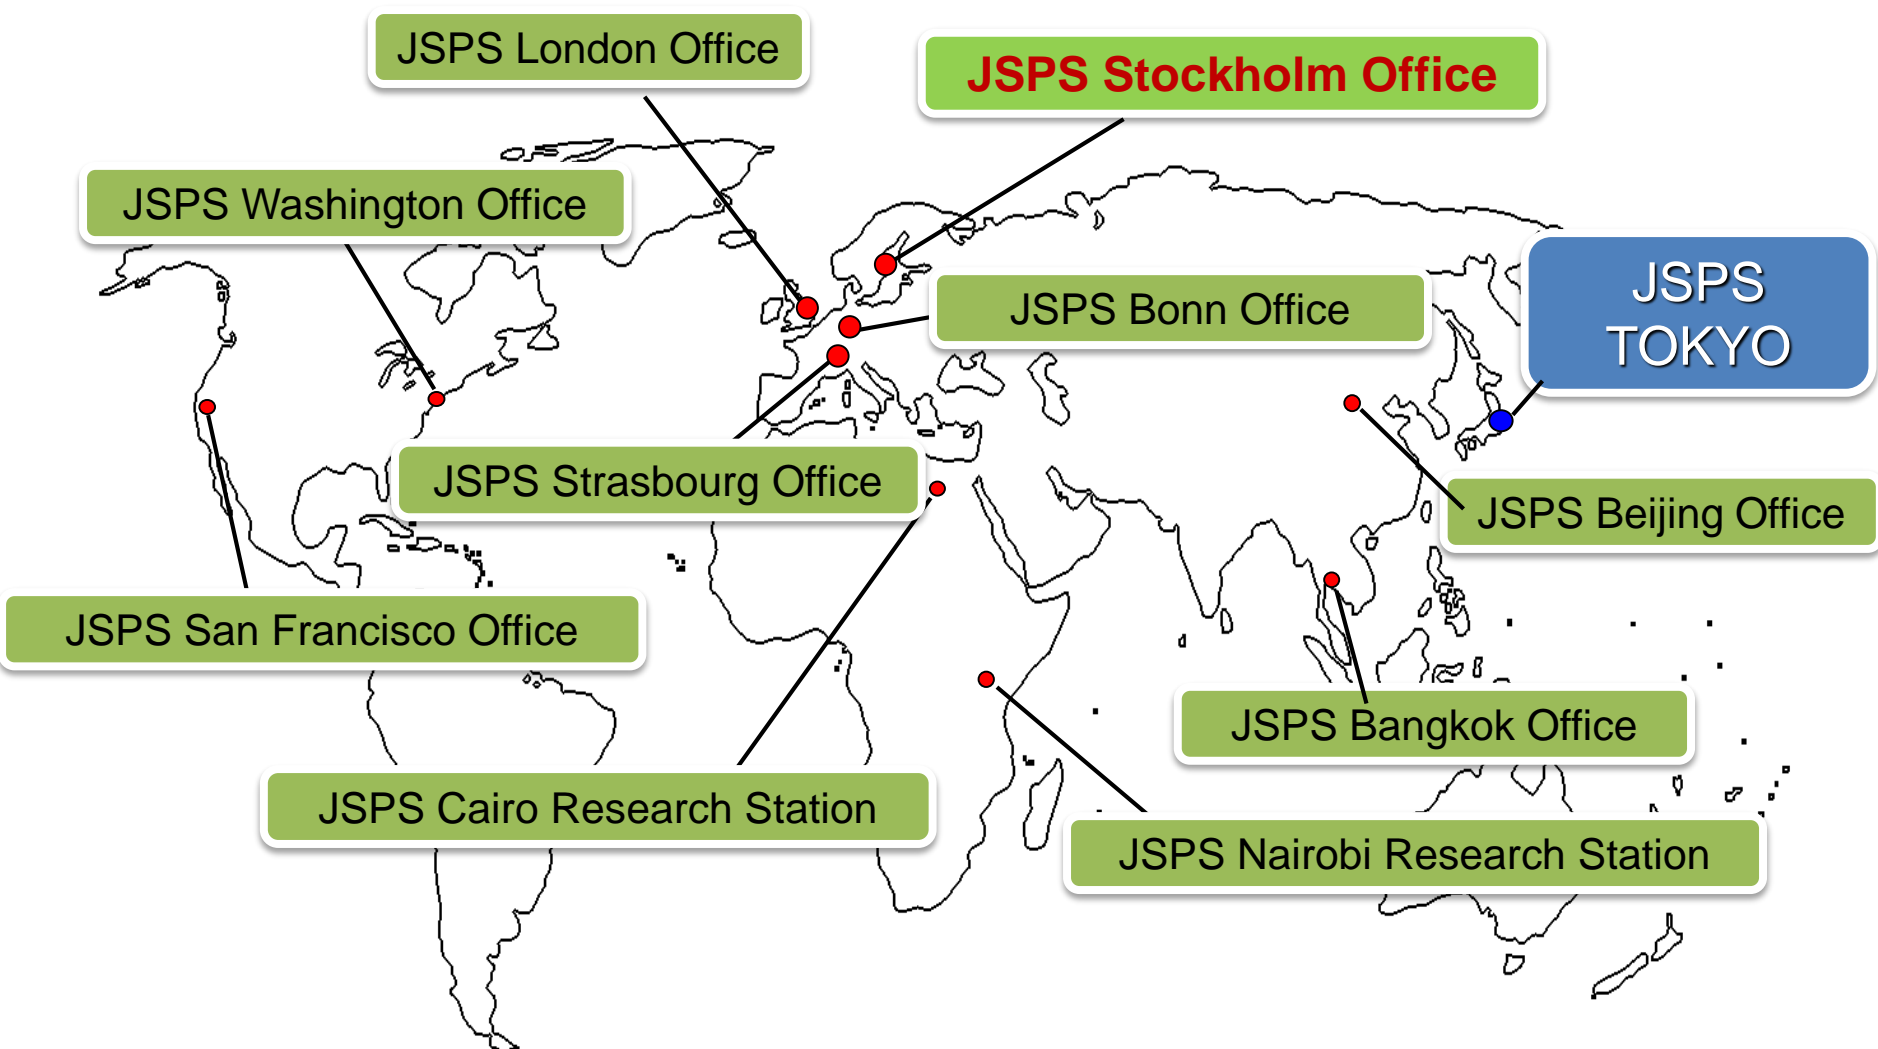 JSPS London Office
JSPS Stockholm Office
JSPS Washington Office
JSPS Bonn Office
JSPS
TOKYO
JSPS Strasbourg Office
JSPS Beijing Office
JSPS San Francisco Office
JSPS Bangkok Office
JSPS Cairo Research Station
JSPS Nairobi Research Station